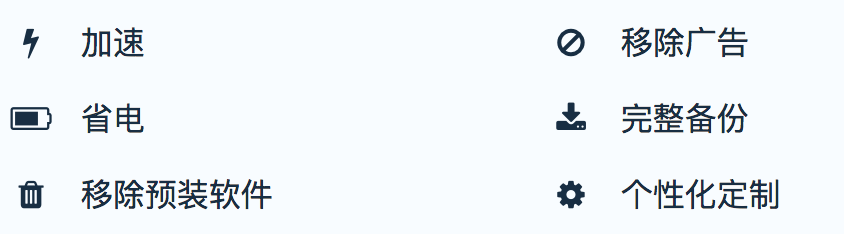 加速
移除广告
省电
完整备份
移除预装软件
个性化定制